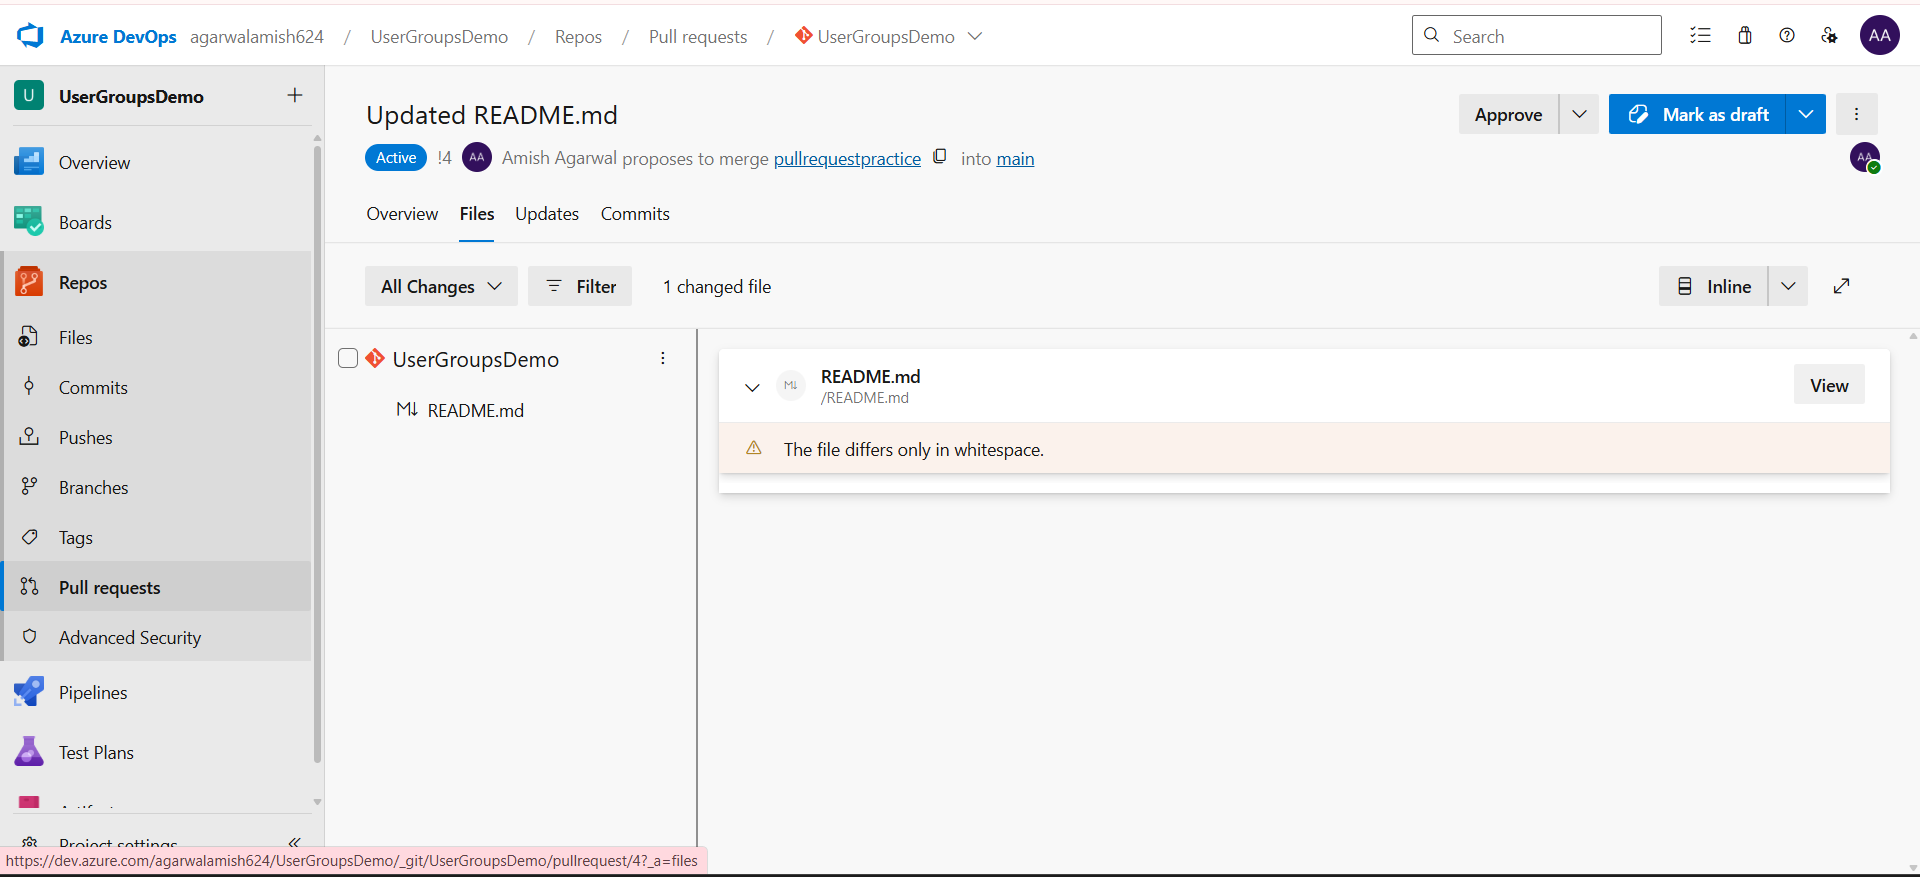 Azure DevOps agarwalamish624 / UserGroupsDemo / Repos / Pull requests / UserGroupsDemo
Search
AA
U UserGroupsDemo
Overview
Boards
Repos
Files
Commits
Pushes
Branches
Tags
Pull requests
Advanced Security
Pipelines
Test Plans
Project settings
https://dev.azure.com/agarwalamish624/UserGroupsDemo/_git/UserGroupsDemo/pullrequest/4?_a=files
Updated README.md
Approve
Mark as draft
Active !4 AA Amish Agarwal proposes to merge pullrequestpractice into main
AA
Overview Files Updates Commits
All Changes Filter 1 changed file
Inline
UserGroupsDemo
M↓ README.md
M↓ README.md
/README.md
View
The file differs only in whitespace.